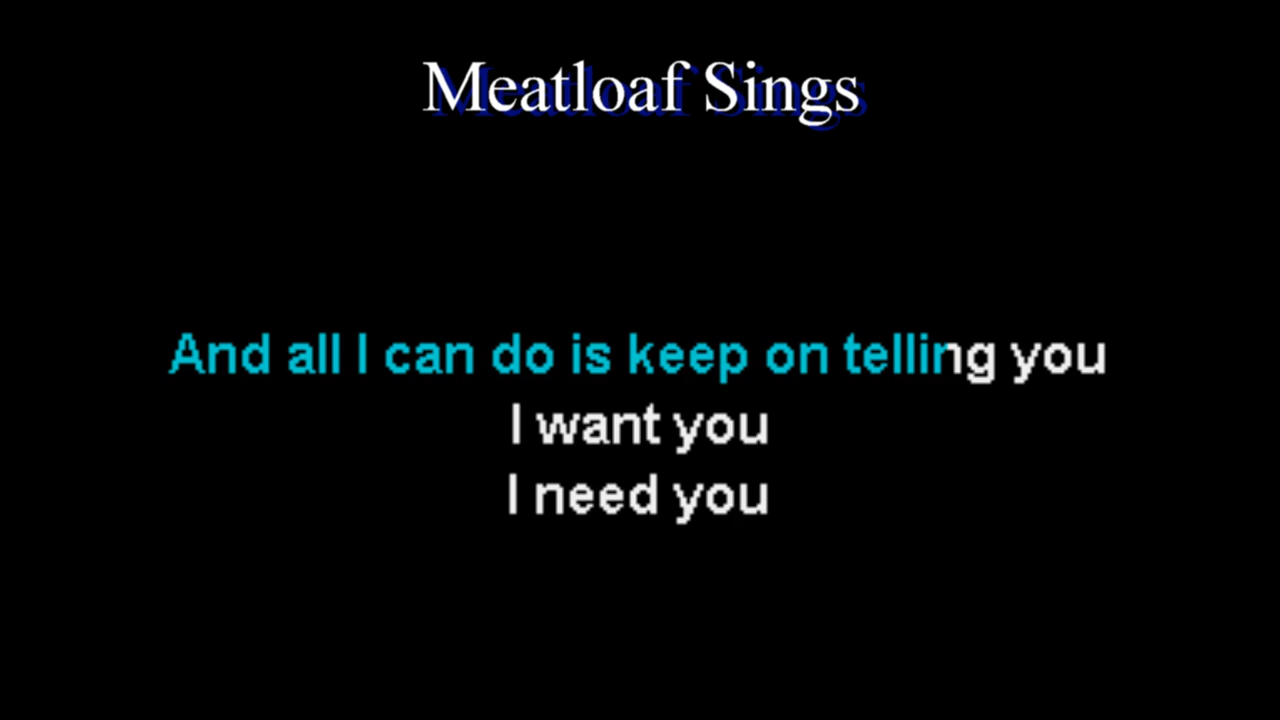 Meatloaf Sings
And all I can do is keep on telling you
I want you
I need you